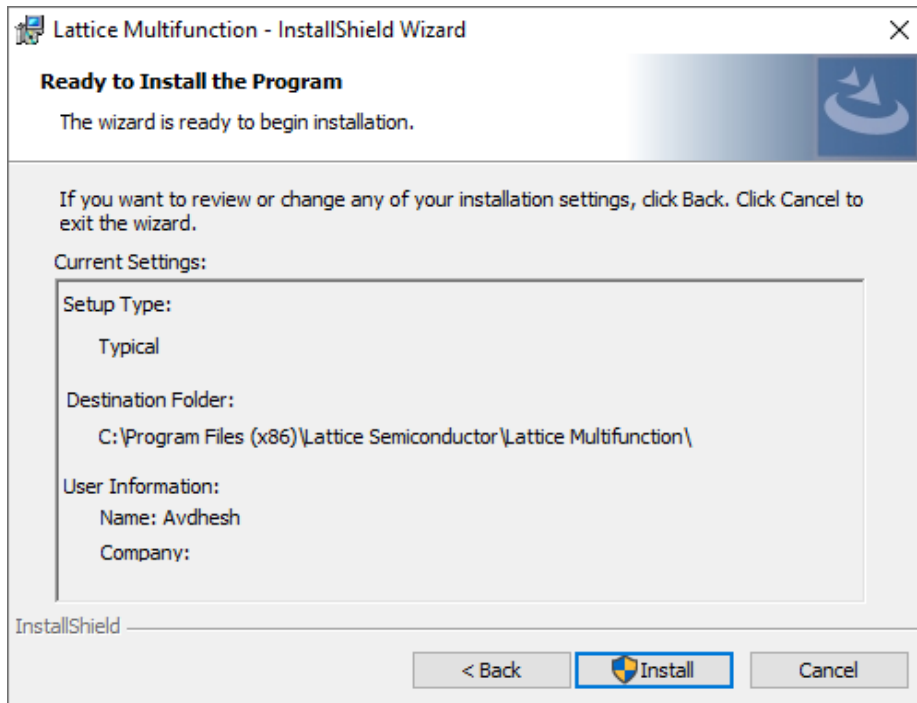 Lattice Multifunction - InstallShield Wizard
Ready to Install the Program
The wizard is ready to begin installation.
If you want to review or change any of your installation settings, click Back. Click Cancel to
exit the wizard.
Current Settings:
Setup Type:
Typical
Destination Folder:
C:\Program Files (x86)\Lattice Semiconductor\Lattice Multifunction\
User Information:
Name: Avdhesh
Company:
InstallShield
< Back
Install
Cancel